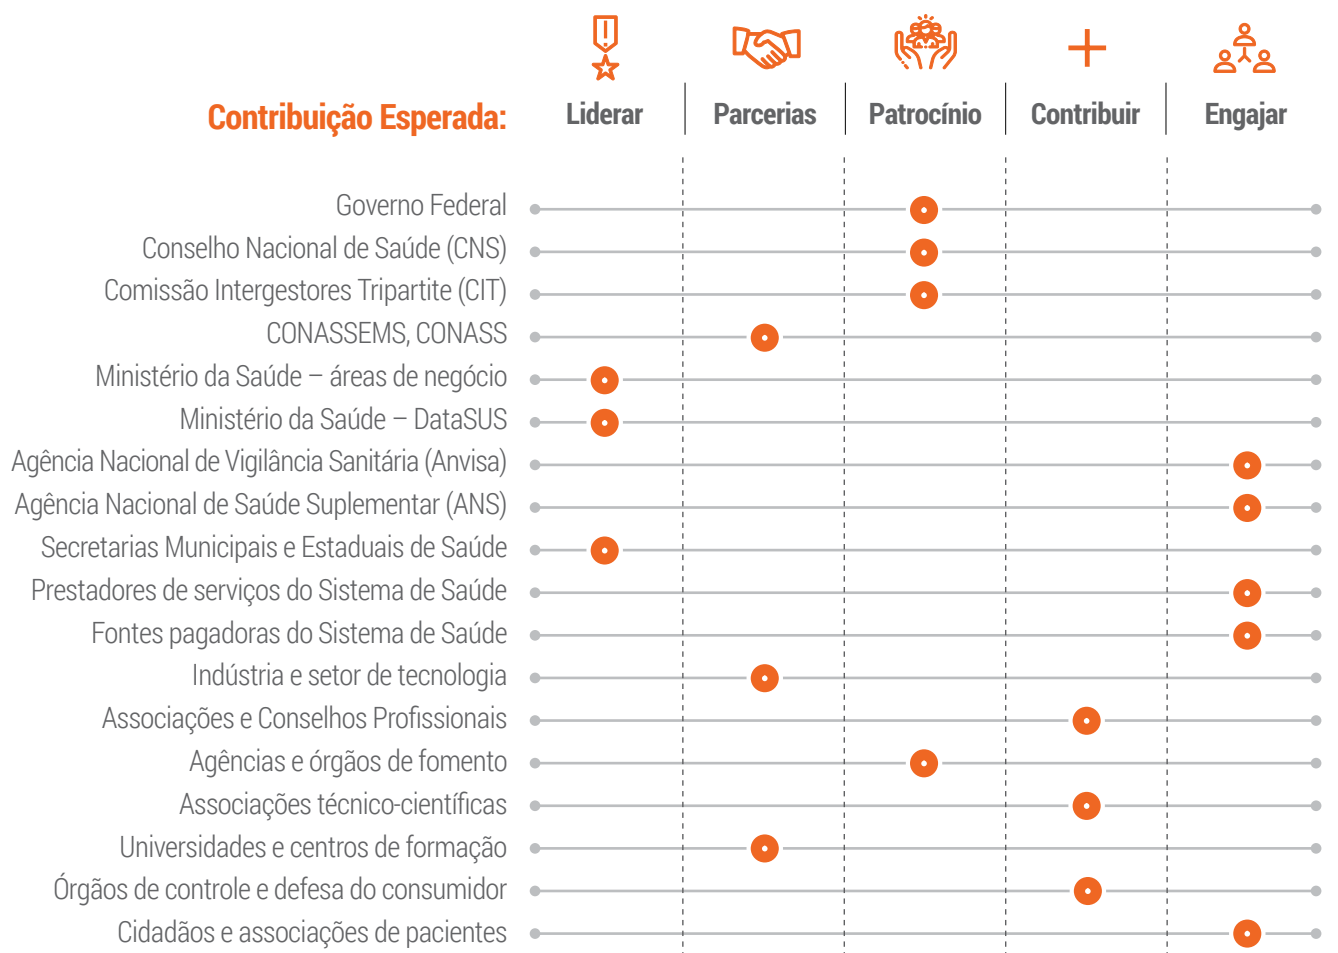 Contribuição Esperada: Liderar Parcerias Patrocínio Contribuir Engajar
Governo Federal
Conselho Nacional de Saúde (CNS)
Comissão Intergestores Tripartite (CIT)
CONASSEMS, CONASS
Ministério da Saúde – áreas de negócio
Ministério da Saúde – DataSUS
Agência Nacional de Vigilância Sanitária (Anvisa)
Agência Nacional de Saúde Suplementar (ANS)
Secretarias Municipais e Estaduais de Saúde
Prestadores de serviços do Sistema de Saúde
Fontes pagadoras do Sistema de Saúde
Indústria e setor de tecnologia
Associações e Conselhos Profissionais
Agências e órgãos de fomento
Associações técnico-científicas
Universidades e centros de formação
Órgãos de controle e defesa do consumidor
Cidadãos e associações de pacientes